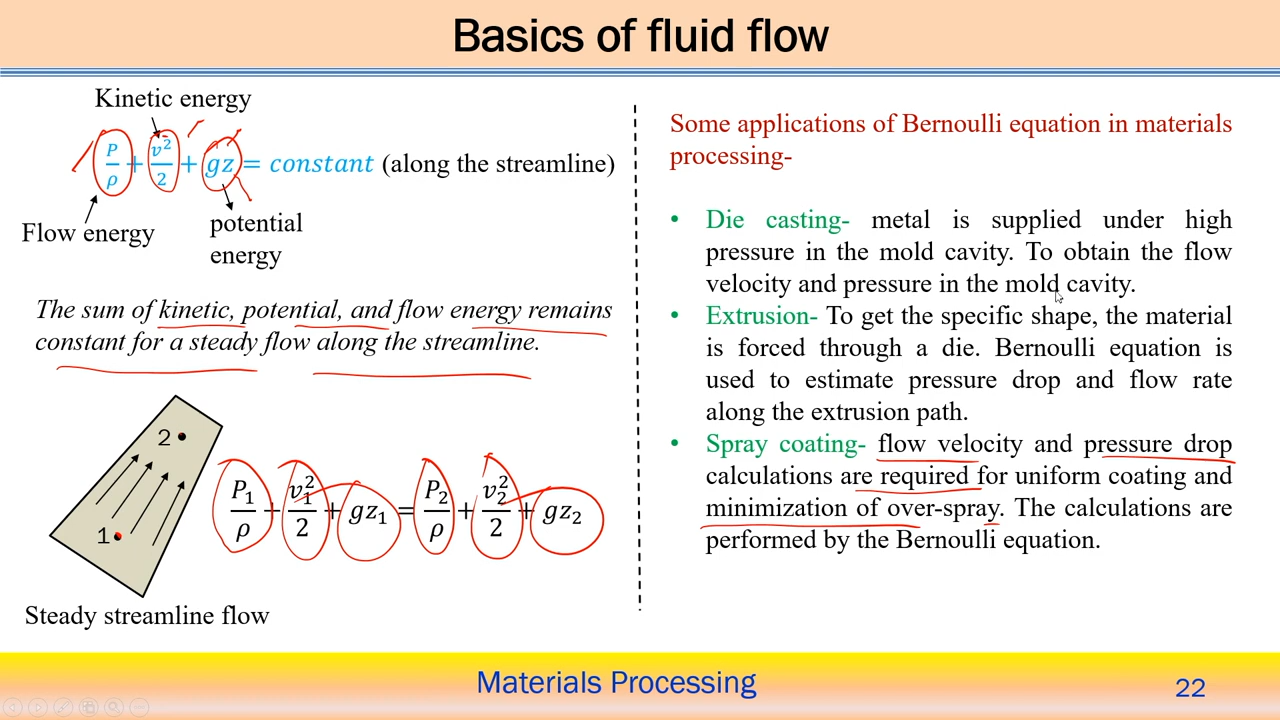 Basics of fluid flow
Kinetic energy
P/ρ + v²/2 + gz = constant (along the streamline)
Flow energy
potential
energy
The sum of kinetic, potential, and flow energy remains
constant for a steady flow along the streamline.
2
1
P₁/ρ + v₁²/2 + gz₁ = P₂/ρ + v₂²/2 + gz₂
Steady streamline flow
Some applications of Bernoulli equation in materials
processing-
• Die casting- metal is supplied under high
pressure in the mold cavity. To obtain the flow
velocity and pressure in the mold cavity.
• Extrusion- To get the specific shape, the material
is forced through a die. Bernoulli equation is
used to estimate pressure drop and flow rate
along the extrusion path.
• Spray coating- flow velocity and pressure drop
calculations are required for uniform coating and
minimization of over-spray. The calculations are
performed by the Bernoulli equation.
Materials Processing
22